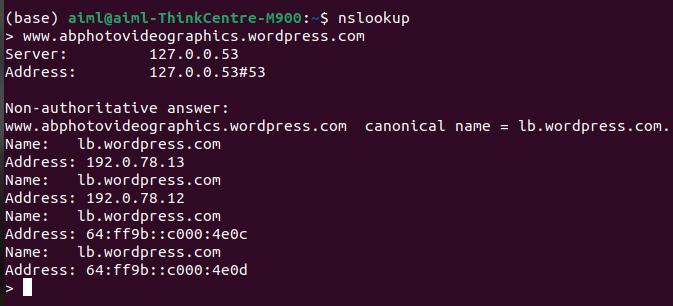 (base) aiml@aiml-ThinkCentre-M900:~$ nslookup
> www.abphotovideographics.wordpress.com
Server:         127.0.0.53
Address:        127.0.0.53#53

Non-authoritative answer:
www.abphotovideographics.wordpress.com  canonical name = lb.wordpress.com.
Name:   lb.wordpress.com
Address: 192.0.78.13
Name:   lb.wordpress.com
Address: 192.0.78.12
Name:   lb.wordpress.com
Address: 64:ff9b::c000:4e0c
Name:   lb.wordpress.com
Address: 64:ff9b::c000:4e0d
>